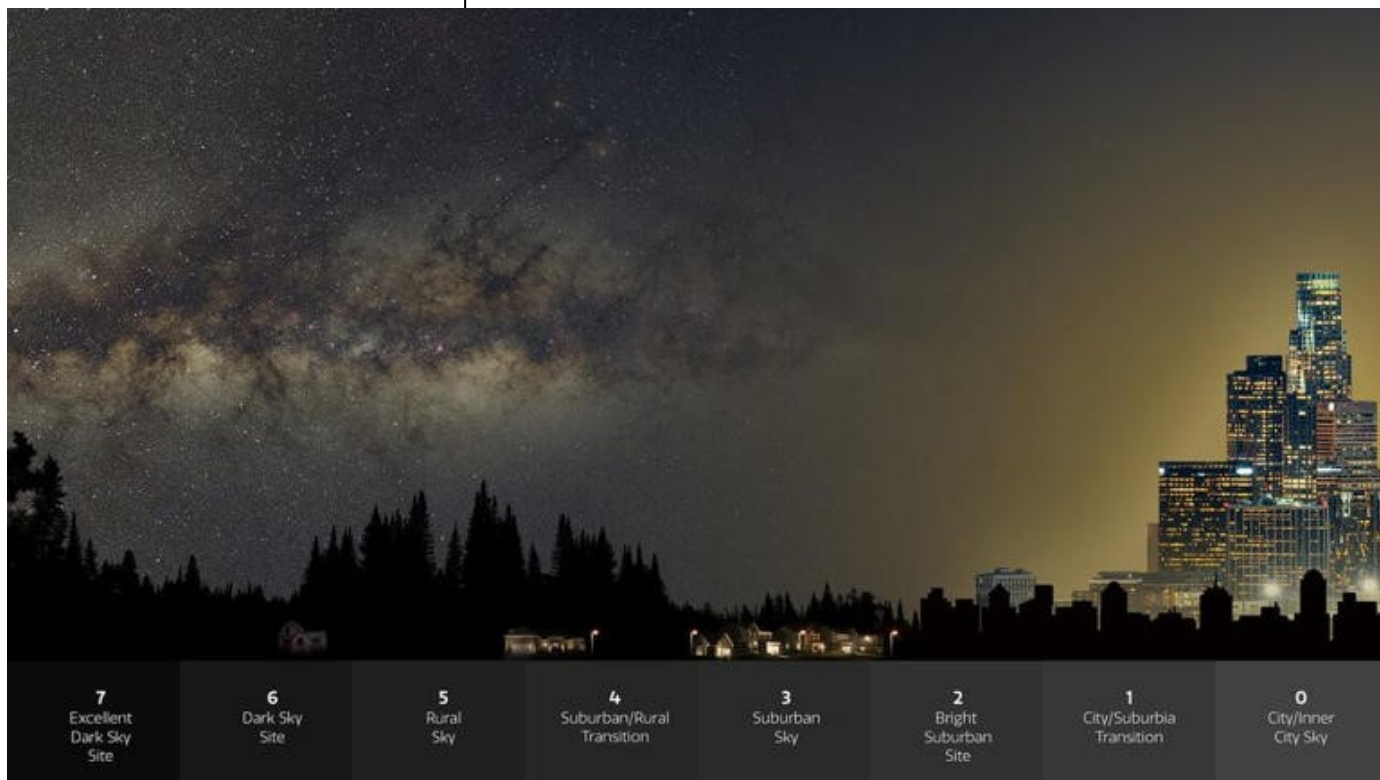 7
Excellent
Dark Sky
Site
6
Dark Sky
Site
5
Rural
Sky
4
Suburban/Rural
Transition
3
Suburban
Sky
2
Bright
Suburban
Site
1
City/Suburbia
Transition
0
City/Inner
City Sky